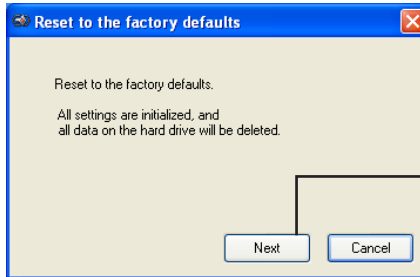 Reset to the factory defaults
Reset to the factory defaults.
All settings are initialized, and
all data on the hard drive will be deleted.
Next Cancel